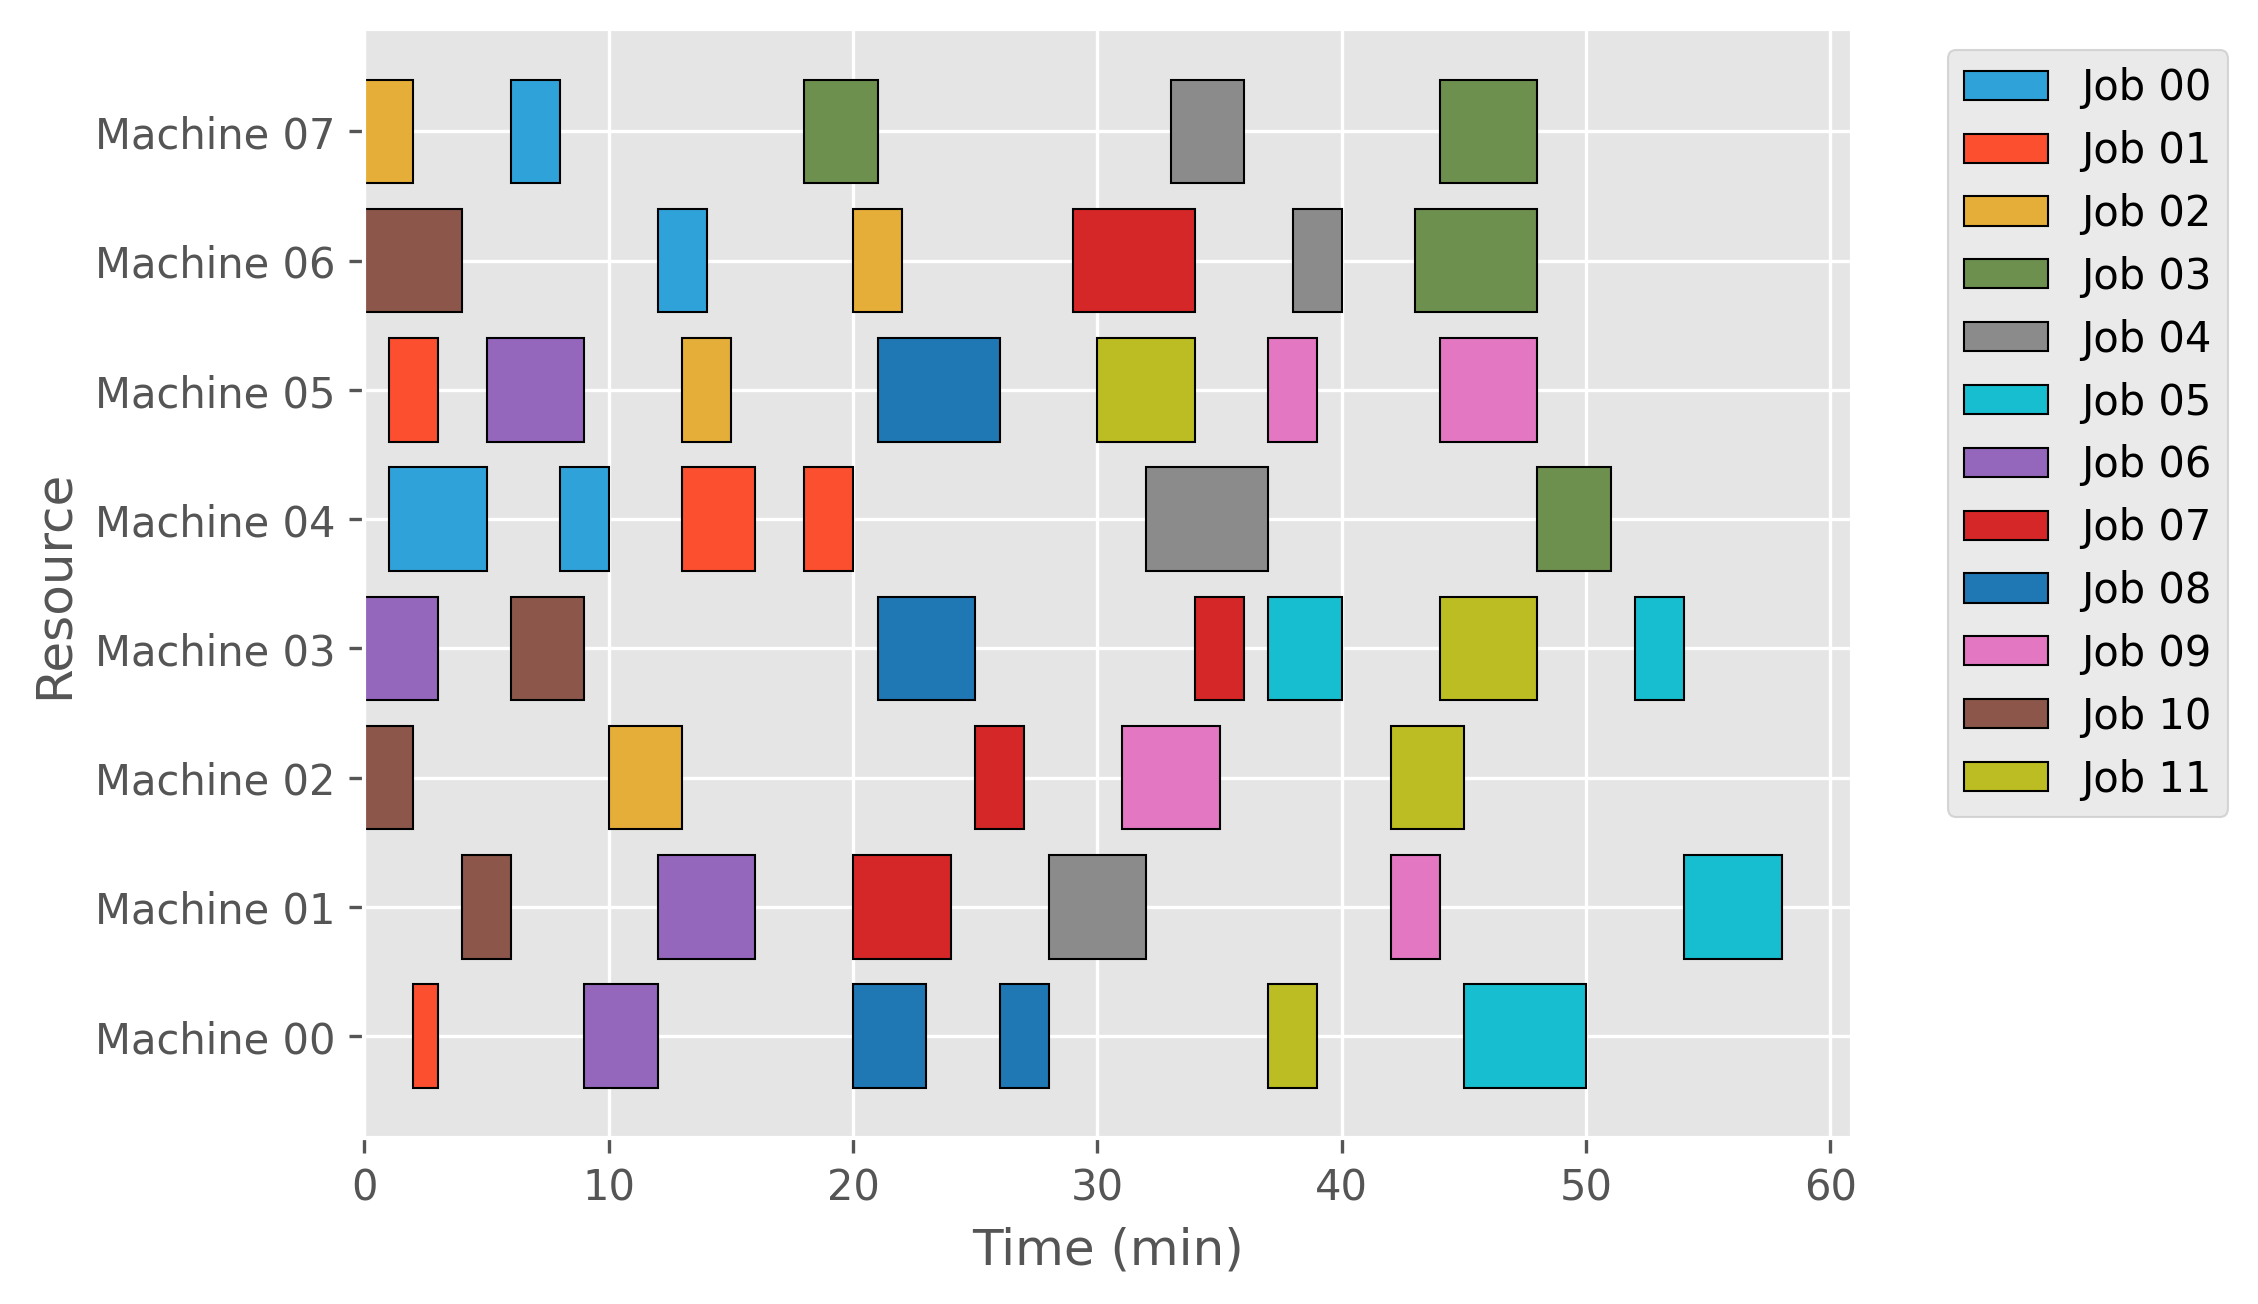 Resource
Machine 07
Machine 06
Machine 05
Machine 04
Machine 03
Machine 02
Machine 01
Machine 00
0 10 20 30 40 50 60
Time (min)
Job 00
Job 01
Job 02
Job 03
Job 04
Job 05
Job 06
Job 07
Job 08
Job 09
Job 10
Job 11